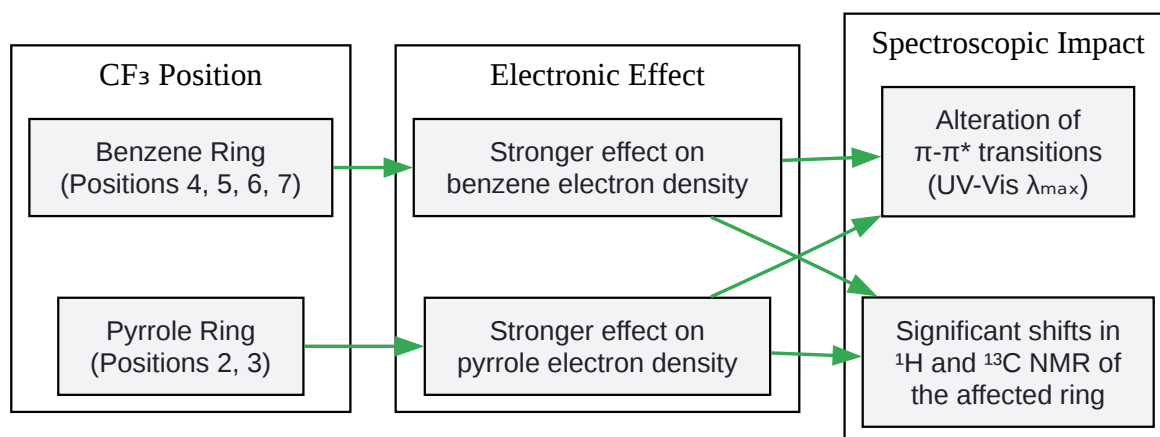 CF₃ Position
Benzene Ring
(Positions 4, 5, 6, 7)
Pyrrole Ring
(Positions 2, 3)
Electronic Effect
Stronger effect on
benzene electron density
Stronger effect on
pyrrole electron density
Spectroscopic Impact
Alteration of
π-π* transitions
(UV-Vis λₘₐₓ)
Significant shifts in
¹H and ¹³C NMR of
the affected ring